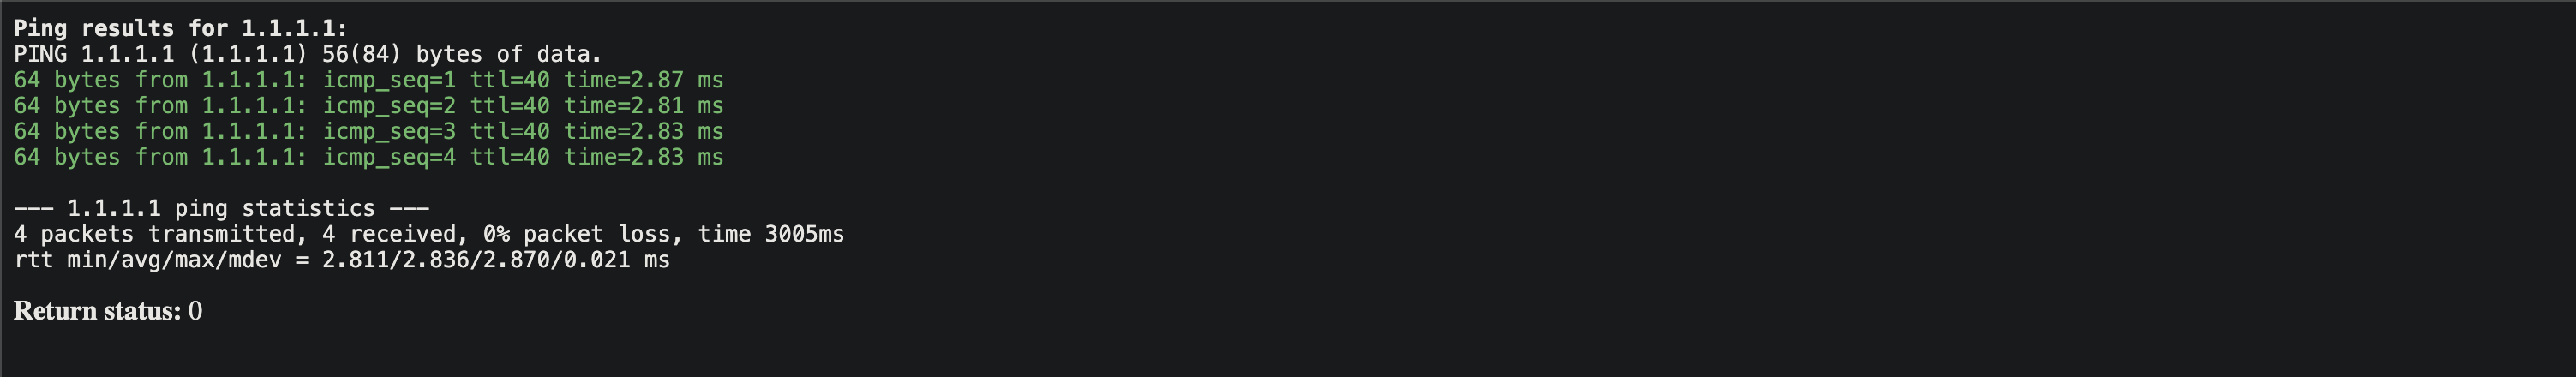 Ping results for 1.1.1.1:
PING 1.1.1.1 (1.1.1.1) 56(84) bytes of data.
64 bytes from 1.1.1.1: icmp_seq=1 ttl=40 time=2.87 ms
64 bytes from 1.1.1.1: icmp_seq=2 ttl=40 time=2.81 ms
64 bytes from 1.1.1.1: icmp_seq=3 ttl=40 time=2.83 ms
64 bytes from 1.1.1.1: icmp_seq=4 ttl=40 time=2.83 ms
--- 1.1.1.1 ping statistics ---
4 packets transmitted, 4 received, 0% packet loss, time 3005ms
rtt min/avg/max/mdev = 2.811/2.836/2.870/0.021 ms
Return status: 0